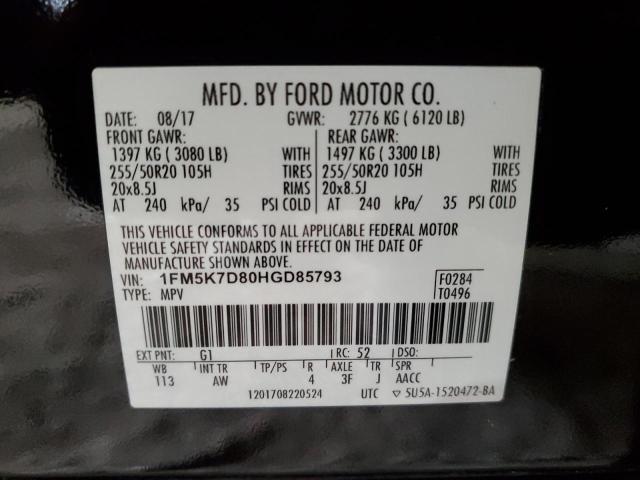 MFD. BY FORD MOTOR CO.
DATE: 08/17 GVWR: 2776 KG ( 6120 LB)
FRONT GAWR: REAR GAWR:
1397 KG ( 3080 LB) WITH 1497 KG ( 3300 LB) WITH
255/50R20 105H TIRES 255/50R20 105H TIRES
20x8.5J RIMS 20x8.5J RIMS
AT 240 kPa/ 35 PSI COLD AT 240 kPa/ 35 PSI COLD
THIS VEHICLE CONFORMS TO ALL APPLICABLE FEDERAL MOTOR
VEHICLE SAFETY STANDARDS IN EFFECT ON THE DATE OF
MANUFACTURE SHOWN ABOVE.
VIN: 1FM5K7D80HGD85793 F0284
TYPE: MPV T0496
EXT PNT: G1 RC: 52 DSO:
WB INT TR TP/PS R AXLE TR SPR
113 AW 4 3F J AACC
1201708220524 UTC ▽ 5U5A-1520472-BA